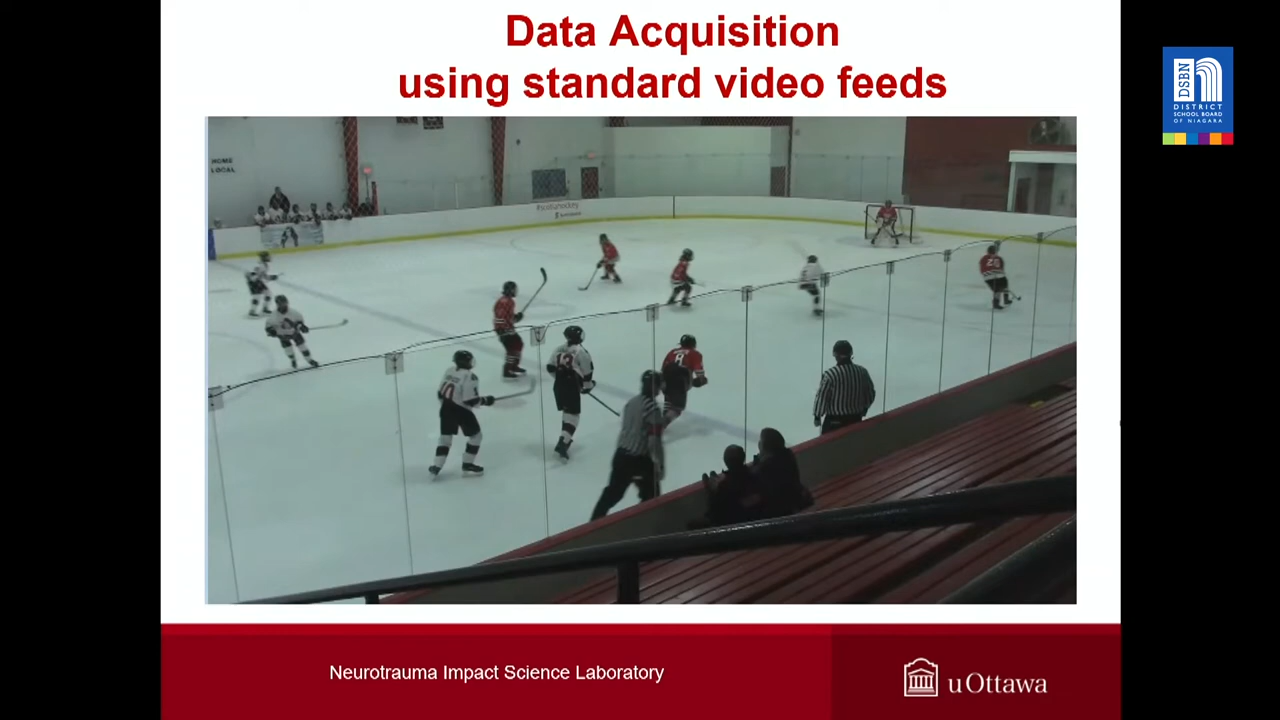 Data Acquisition
using standard video feeds
DSBN
DISTRICT
SCHOOL BOARD
OF NIAGARA
HOME
LOCAL
8
Neurotrauma Impact Science Laboratory
uOttawa